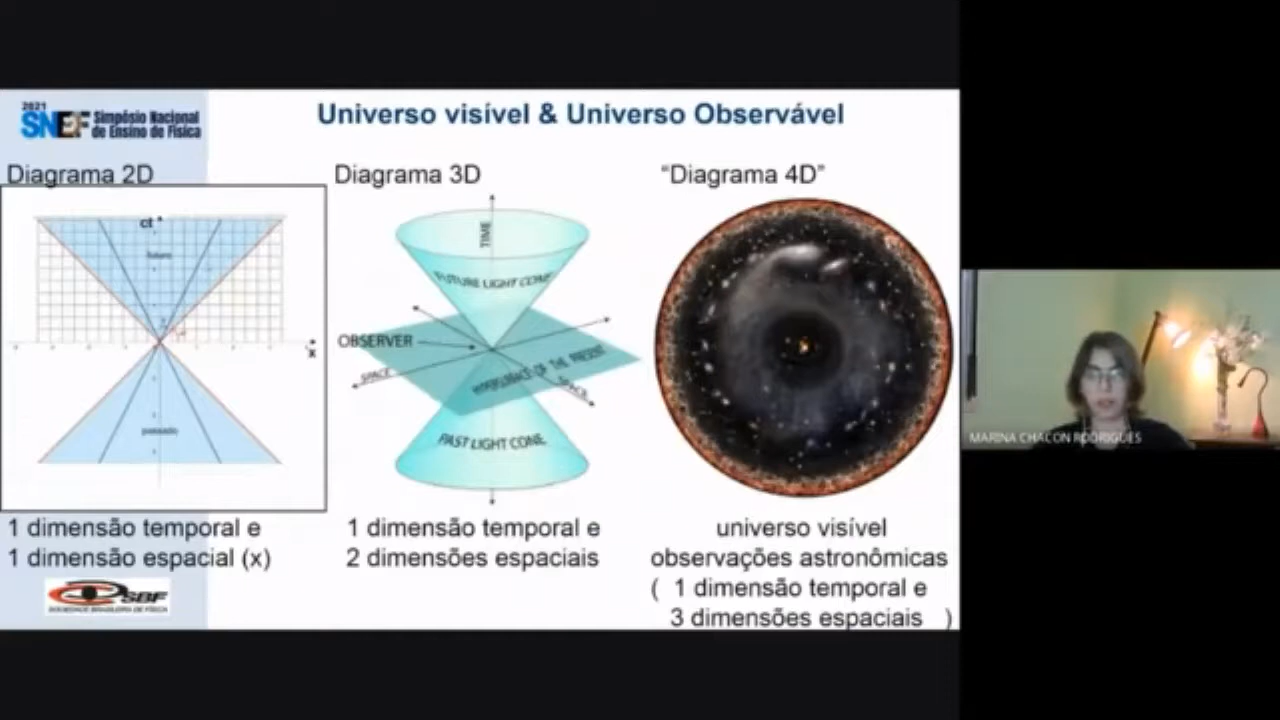 2021
SNEF Simpósio Nacional
de Ensino de Física
Universo visível & Universo Observável
Diagrama 2D
Diagrama 3D
“Diagrama 4D”
ct
futuro
x
passado
TIME
FUTURE LIGHT CONE
OBSERVER
SPACE
HYPERSURFACE OF THE PRESENT
SPACE
PAST LIGHT CONE
1 dimensão temporal e
1 dimensão espacial (x)
1 dimensão temporal e
2 dimensões espaciais
universo visível
observações astronômicas
( 1 dimensão temporal e
3 dimensões espaciais )
SBF
SOCIEDADE BRASILEIRA DE FÍSICA
MARINA CHACON RODRIGUES